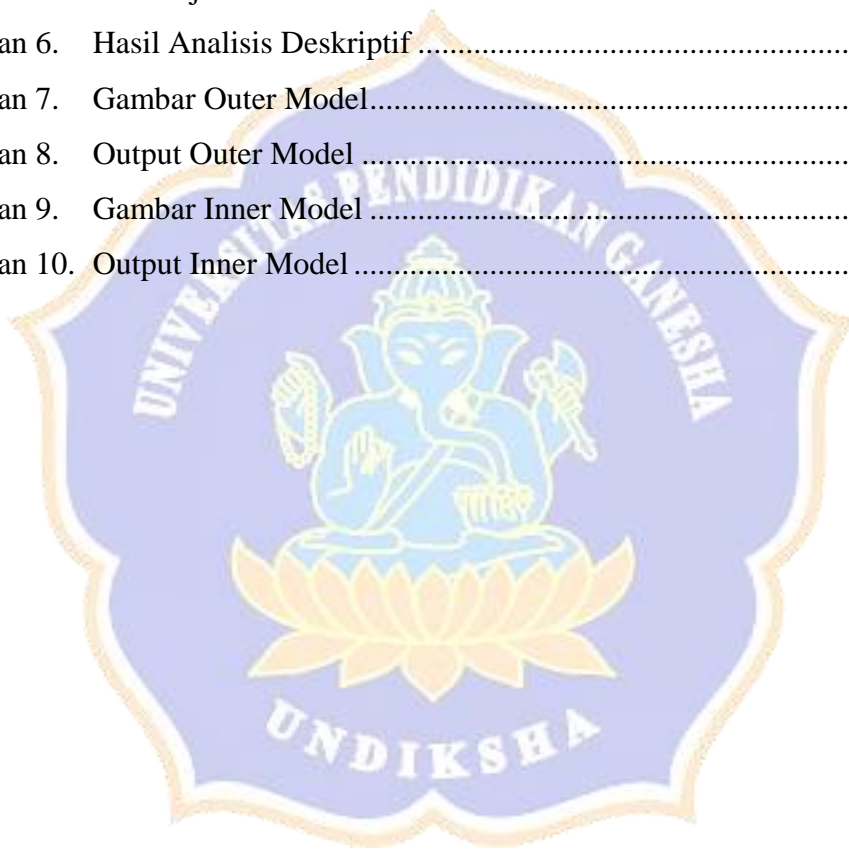 an 6. Hasil Analisis Deskriptif ........................................................
an 7. Gambar Outer Model............................................................
an 8. Output Outer Model .............................................................
an 9. Gambar Inner Model ............................................................
an 10. Output Inner Model ..............................................................
UNIVERSITAS PENDIDIKAN GANESHA
UNDIKSHA